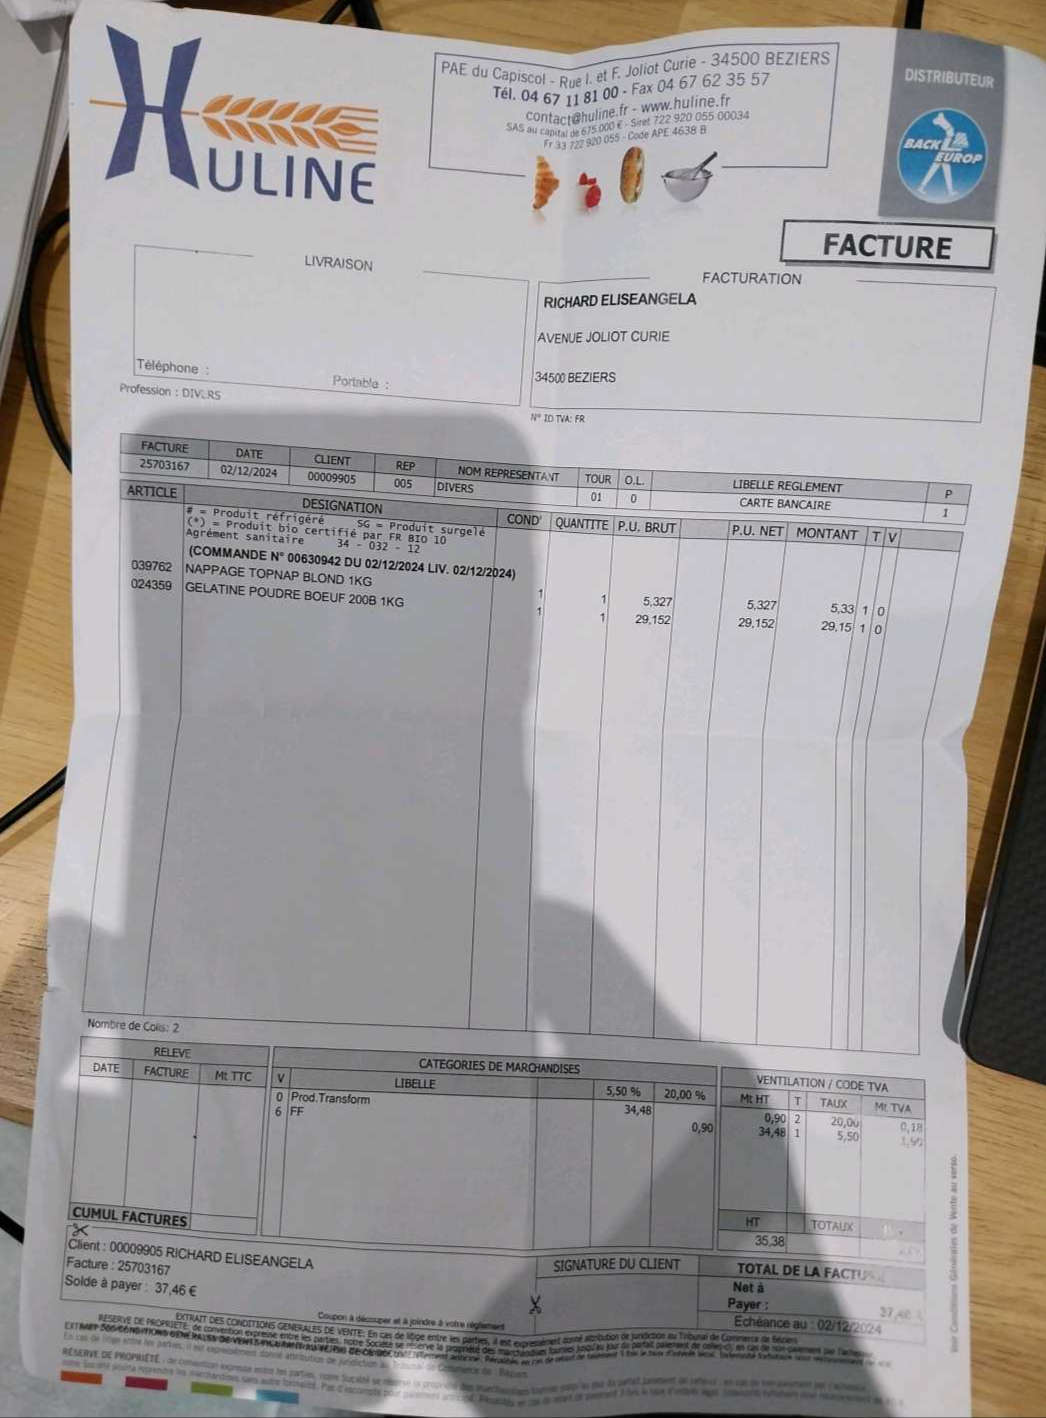 HULINE
PAE du Capiscol - Rue I. et F. Joliot Curie - 34500 BEZIERS
Tél. 04 67 11 81 00 - Fax 04 67 62 35 57
contact@huline.fr - www.huline.fr
SAS au capital de 675.000 € - Siret 722 920 055 00034
Fr 33 722 920 055 - Code APE 4638 B
DISTRIBUTEUR
BACK EUROP
FACTURE
LIVRAISON
Téléphone :
Portable :
Profession : DIVERS
FACTURATION
RICHARD ELISEANGELA
AVENUE JOLIOT CURIE
34500 BEZIERS
N° ID TVA: FR
FACTURE DATE CLIENT REP NOM REPRESENTANT TOUR O.L. LIBELLE REGLEMENT P
25703167 02/12/2024 00009905 005 DIVERS 01 0 CARTE BANCAIRE 1
ARTICLE DESIGNATION COND' QUANTITE P.U. BRUT P.U. NET MONTANT T V
# = Produit réfrigéré SG = Produit surgelé
(*) = Produit bio certifié par FR BIO 10
Agrément sanitaire 34 - 032 - 12
(COMMANDE N° 00630942 DU 02/12/2024 LIV. 02/12/2024)
039762 NAPPAGE TOPNAP BLOND 1KG 1 1 5,327 5,327 5,33 1 0
024359 GELATINE POUDRE BOEUF 200B 1KG 1 1 29,152 29,152 29,15 1 0
Nombre de Colis: 2
RELEVE
DATE FACTURE Mt TTC
CUMUL FACTURES
CATEGORIES DE MARCHANDISES
V LIBELLE 5,50 % 20,00 %
0 Prod.Transform 34,48
6 FF 0,90
VENTILATION / CODE TVA
Mt HT T TAUX Mt TVA
0,90 2 20,00 0,18
34,48 1 5,50 1,90
HT TOTAUX
35,38
Client : 00009905 RICHARD ELISEANGELA
Facture : 25703167
Solde à payer : 37,46 €
SIGNATURE DU CLIENT
TOTAL DE LA FACTURE
Net à
Payer : 37,46
Echéance au : 02/12/2024
Coupon à découper et à joindre à votre règlement
EXTRAIT DES CONDITIONS GENERALES DE VENTE: En cas de litige entre les parties, il est expressément donné attribution de juridiction au Tribunal de Commerce de Béziers
RESERVE DE PROPRIETE: de convention expresse entre les parties, notre Société se réserve la propriété des marchandises fournies jusqu'au jour du parfait paiement
Voir Conditions Générales de Vente au verso.